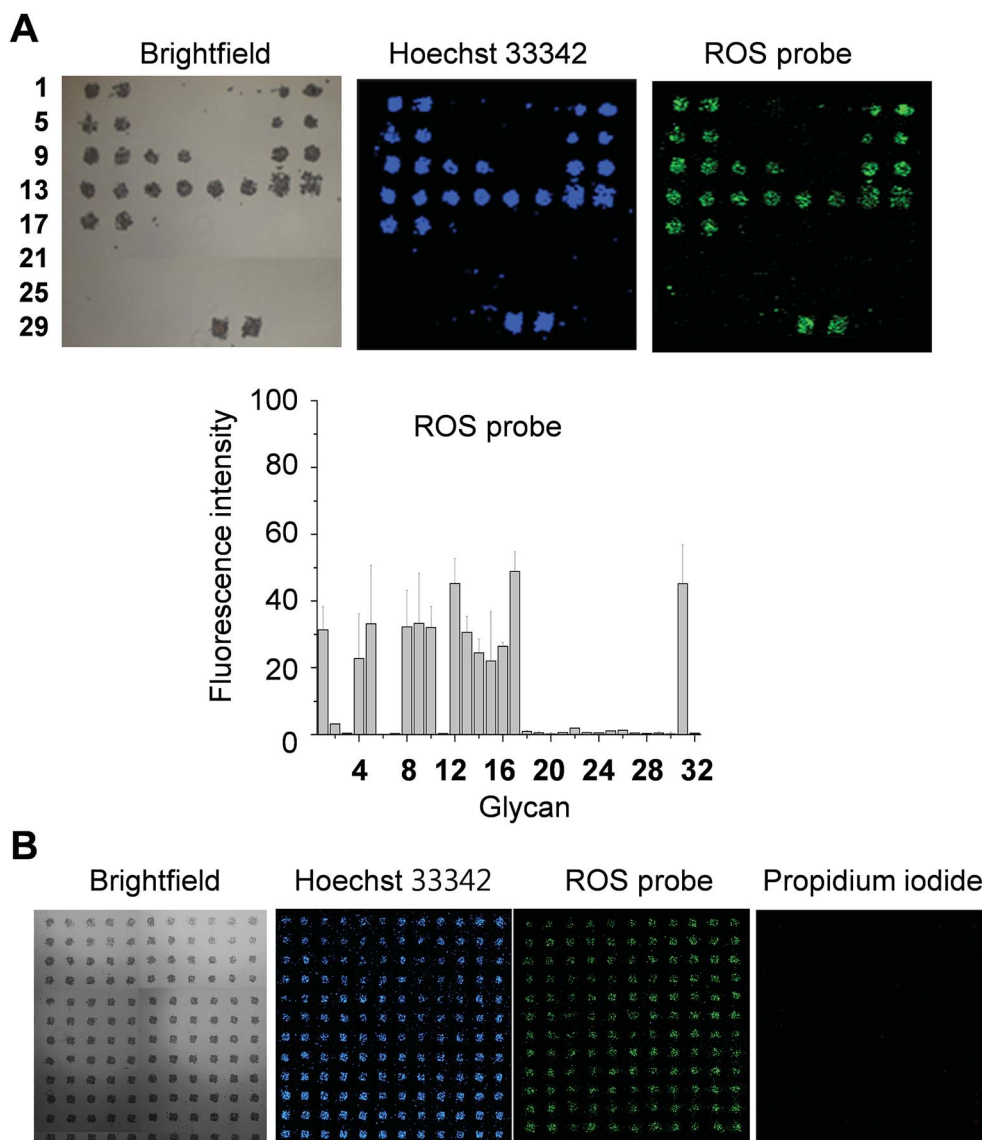 A
Brightfield Hoechst 33342 ROS probe
1
5
9
13
17
21
25
29
ROS probe
Fluorescence intensity
100
80
60
40
20
0
4 8 12 16 20 24 28 32
Glycan
B
Brightfield Hoechst 33342 ROS probe Propidium iodide